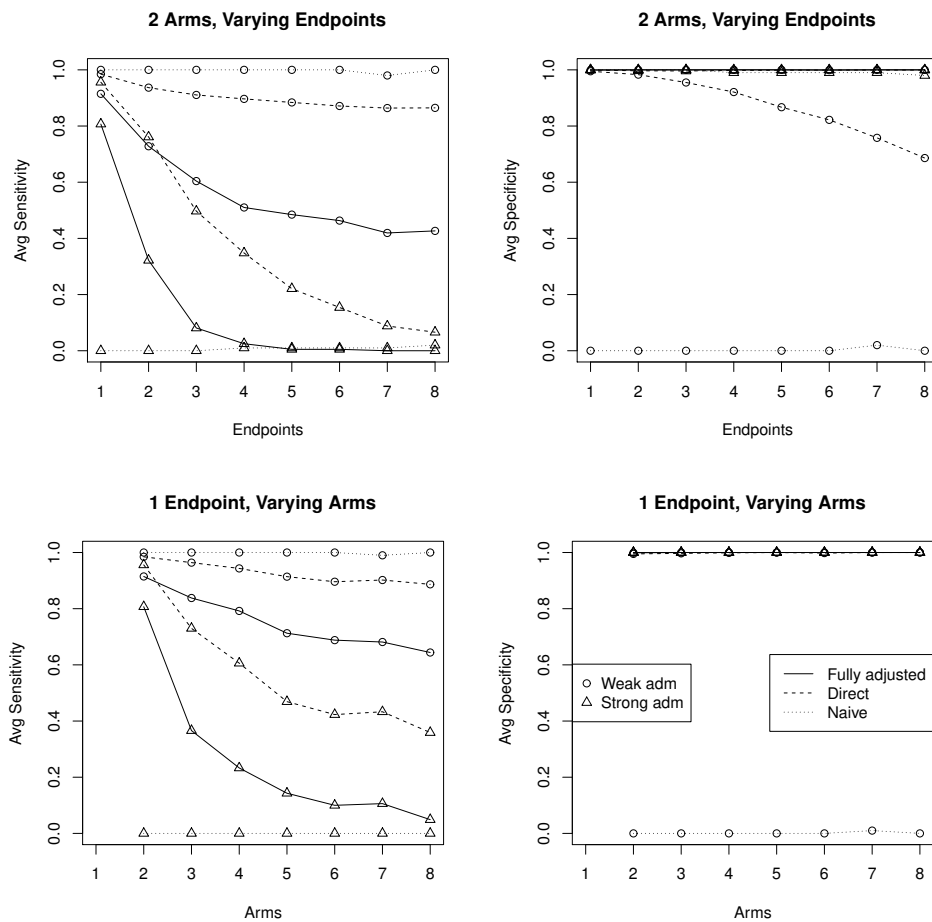 2 Arms, Varying Endpoints
Avg Sensitivity
0.0 0.2 0.4 0.6 0.8 1.0
1 2 3 4 5 6 7 8
Endpoints
2 Arms, Varying Endpoints
Avg Specificity
0.0 0.2 0.4 0.6 0.8 1.0
1 2 3 4 5 6 7 8
Endpoints
1 Endpoint, Varying Arms
Avg Sensitivity
0.0 0.2 0.4 0.6 0.8 1.0
1 2 3 4 5 6 7 8
Arms
1 Endpoint, Varying Arms
Avg Specificity
0.0 0.2 0.4 0.6 0.8 1.0
Weak adm
Strong adm
Fully adjusted
Direct
Naive
1 2 3 4 5 6 7 8
Arms